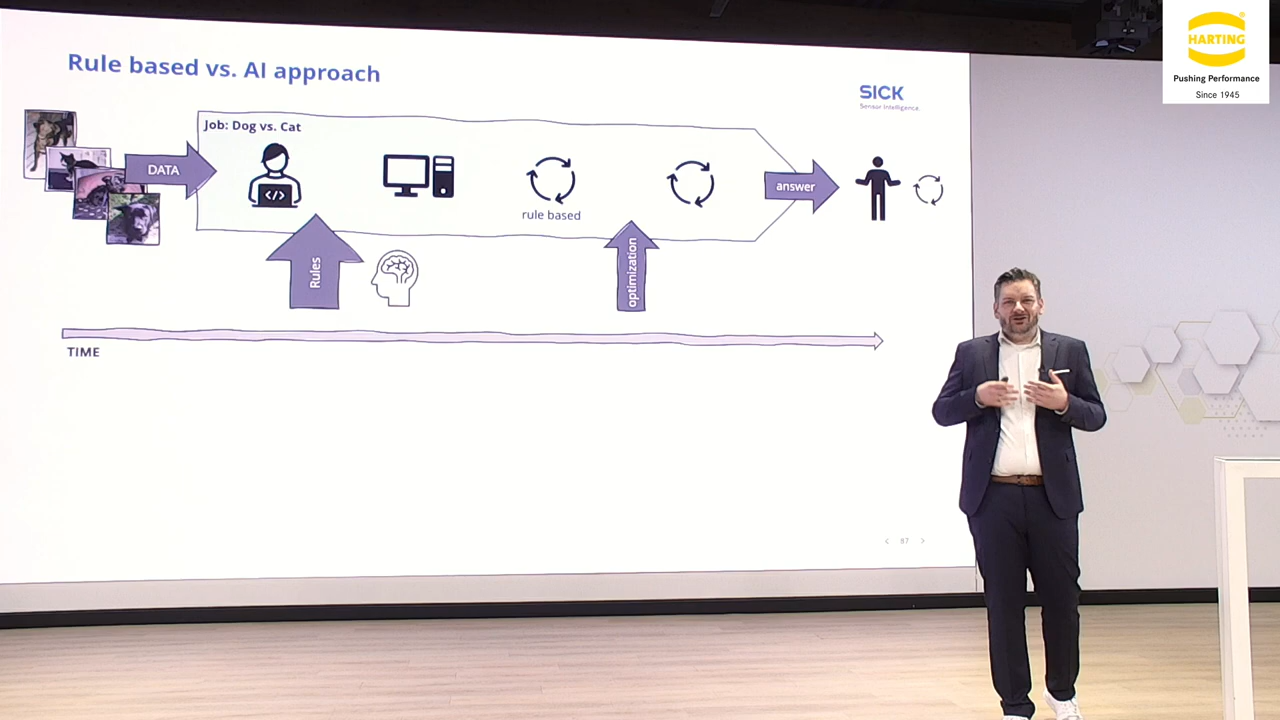 Rule based vs. AI approach
SICK
Sensor Intelligence.
HARTING
Pushing Performance
Since 1945
Job: Dog vs. Cat
DATA
</>
rule based
answer
Rules
optimization
TIME
< 87 >